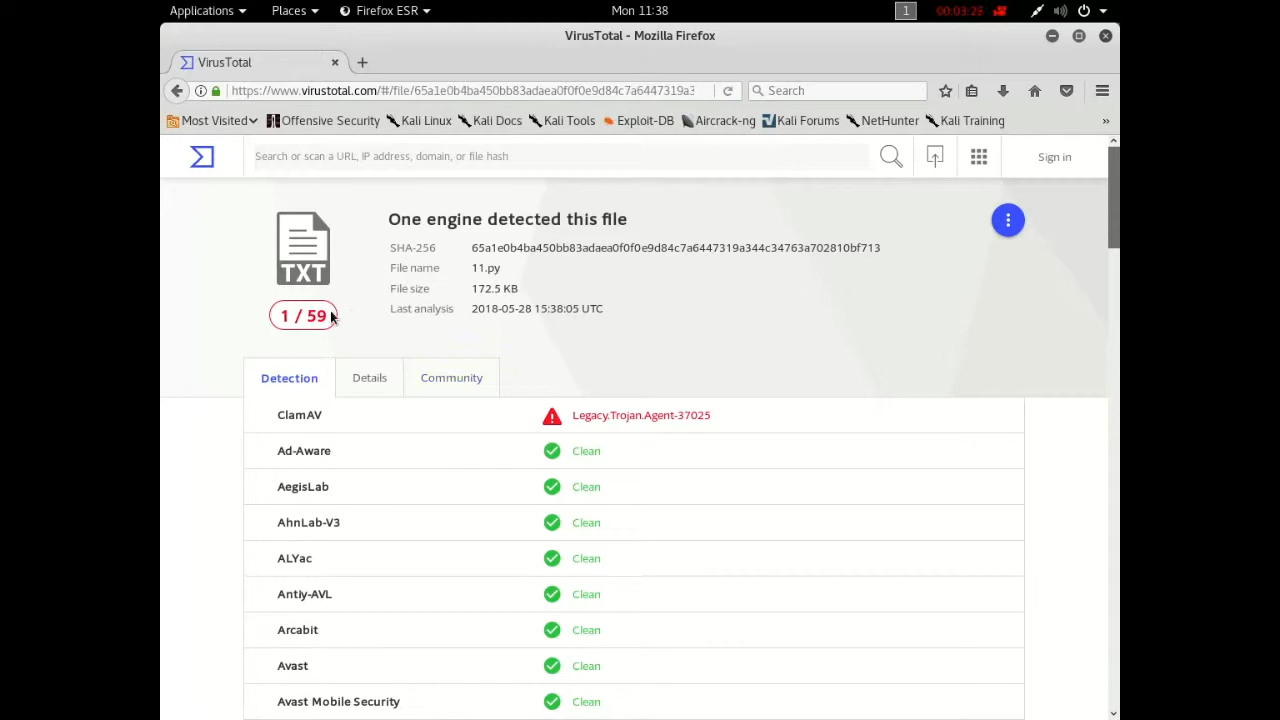 Applications Places Firefox ESR Mon 11:38 1 00:03:25
VirusTotal - Mozilla Firefox
VirusTotal
https://www.virustotal.com/#/file/65a1e0b4ba450bb83adaea0f0f0e9d84c7a6447319a3 Search
Most Visited Offensive Security Kali Linux Kali Docs Kali Tools Exploit-DB Aircrack-ng Kali Forums NetHunter Kali Training »
Search or scan a URL, IP address, domain, or file hash Sign in
One engine detected this file
SHA-256 65a1e0b4ba450bb83adaea0f0f0e9d84c7a6447319a344c34763a702810bf713
File name 11.py
TXT
File size 172.5 KB
Last analysis 2018-05-28 15:38:05 UTC
1 / 59
Detection Details Community
ClamAV Legacy.Trojan.Agent-37025
Ad-Aware Clean
AegisLab Clean
AhnLab-V3 Clean
ALYac Clean
Antiy-AVL Clean
Arcabit Clean
Avast Clean
Avast Mobile Security Clean